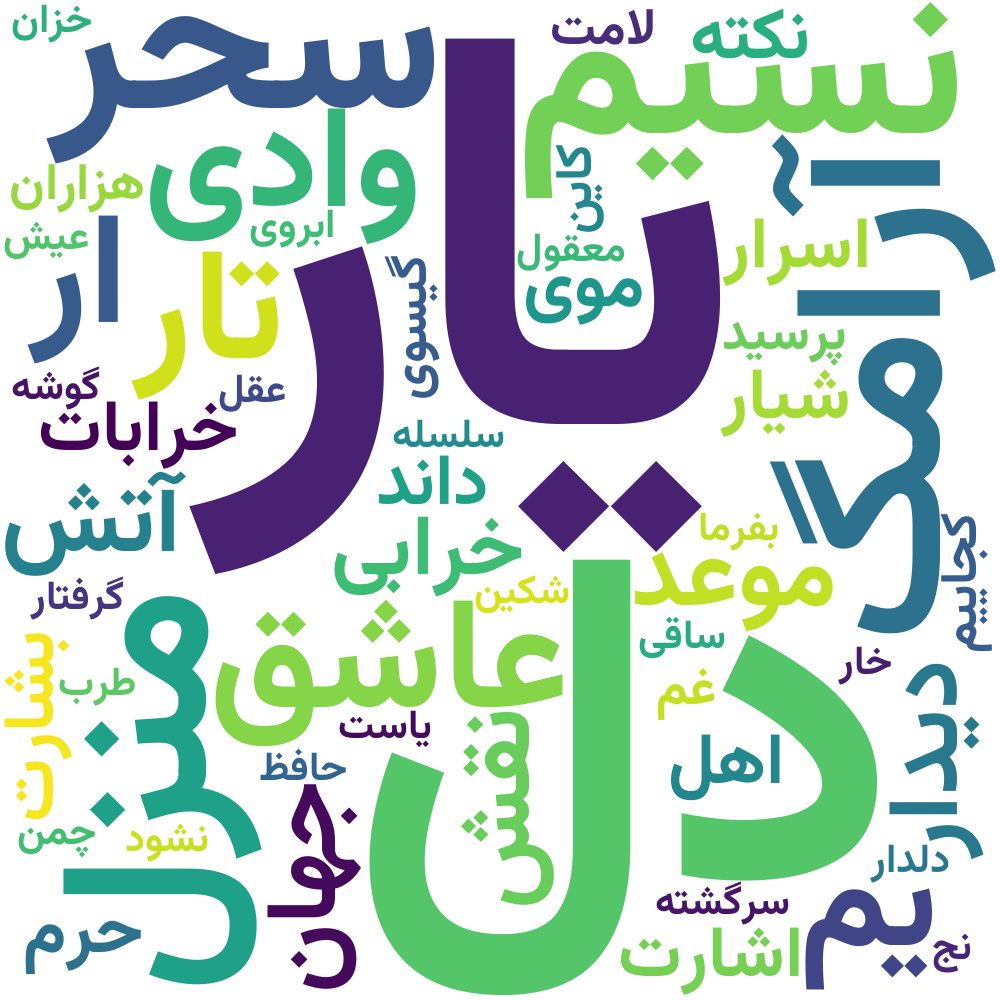 خزان
سحر
لامت
نکته
نسیم
یار
وادی
هزاران
ابروی
عیش
کاین
معقول
موی
آرامگ
اسرار
ار
تار
گیسوی
پرسید
شیار
گوشه
عقل
خرابات
سلسله
داند
آتش
خرابی
بفرما
موعد
کجاییم
گرفتار
شکین
عاشق
دل
ساقی
خار
منزل
بشارت
طرب
غم
دیدار
یاست
نقش
اهل
حافظ
جهان
چمن
نشود
دلدار
حرم
سرگشته
اشارت
یم
نج